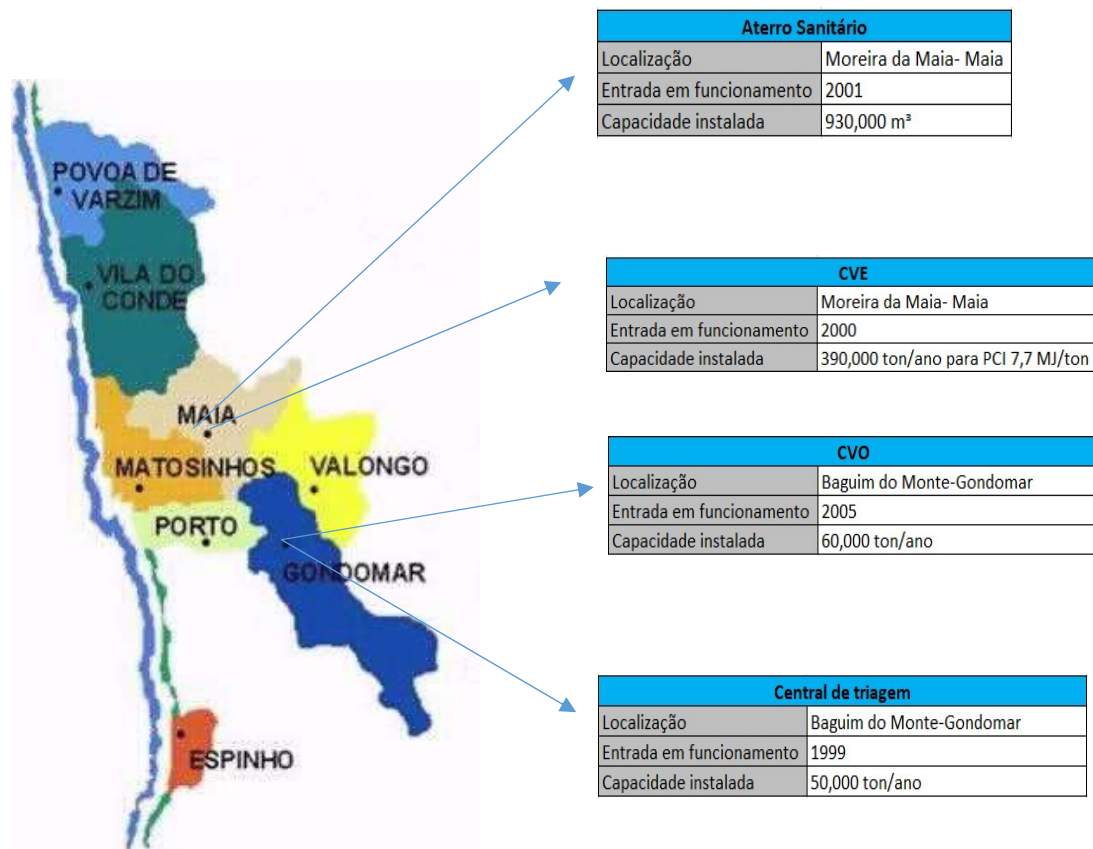 POVOA DE
VARZIM
VILA DO
CONDE
MAIA
MATOSINHOS
VALONGO
PORTO
GONDOMAR
ESPINHO
Aterro Sanitário
Localização Moreira da Maia- Maia
Entrada em funcionamento 2001
Capacidade instalada 930,000 m³
CVE
Localização Moreira da Maia- Maia
Entrada em funcionamento 2000
Capacidade instalada 390,000 ton/ano para PCI 7,7 MJ/ton
CVO
Localização Baguim do Monte-Gondomar
Entrada em funcionamento 2005
Capacidade instalada 60,000 ton/ano
Central de triagem
Localização Baguim do Monte-Gondomar
Entrada em funcionamento 1999
Capacidade instalada 50,000 ton/ano